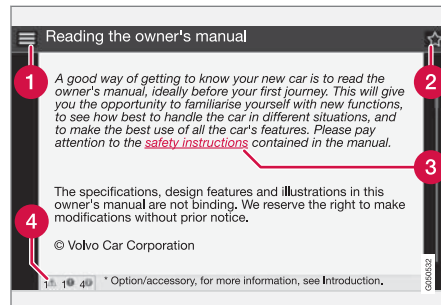 Reading the owner's manual
1
2
A good way of getting to know your new car is to read the
owner's manual, ideally before your first journey. This will give
you the opportunity to familiarise yourself with new functions,
to see how best to handle the car in different situations, and
to make the best use of all the car's features. Please pay
attention to the safety instructions contained in the manual.
3
The specifications, design features and illustrations in this
owner's manual are not binding. We reserve the right to make
modifications without prior notice.
4
© Volvo Car Corporation
1 1 4 * Option/accessory, for more information, see Introduction.
G050532